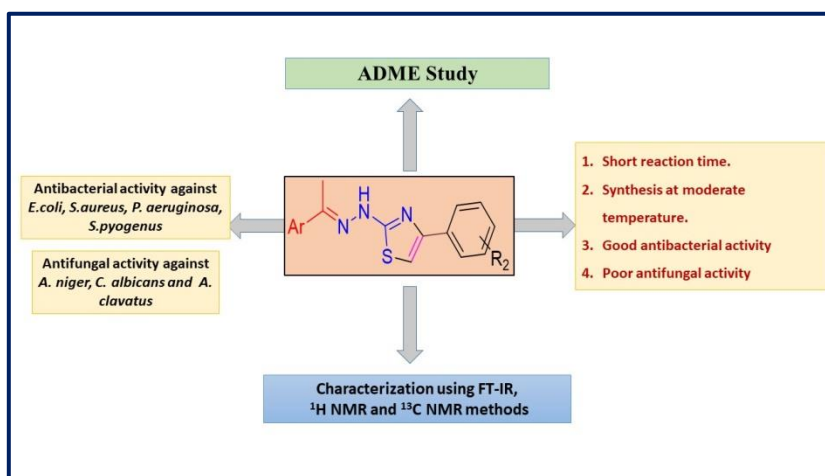 ADME Study
Antibacterial activity against
E.coli, S.aureus, P. aeruginosa,
S.pyogenus
Antifungal activity against
A. niger, C. albicans and A.
clavatus
Ar
N
N
H
N
S
R2
1. Short reaction time.
2. Synthesis at moderate
temperature.
3. Good antibacterial activity
4. Poor antifungal activity
Characterization using FT-IR,
¹H NMR and ¹³C NMR methods